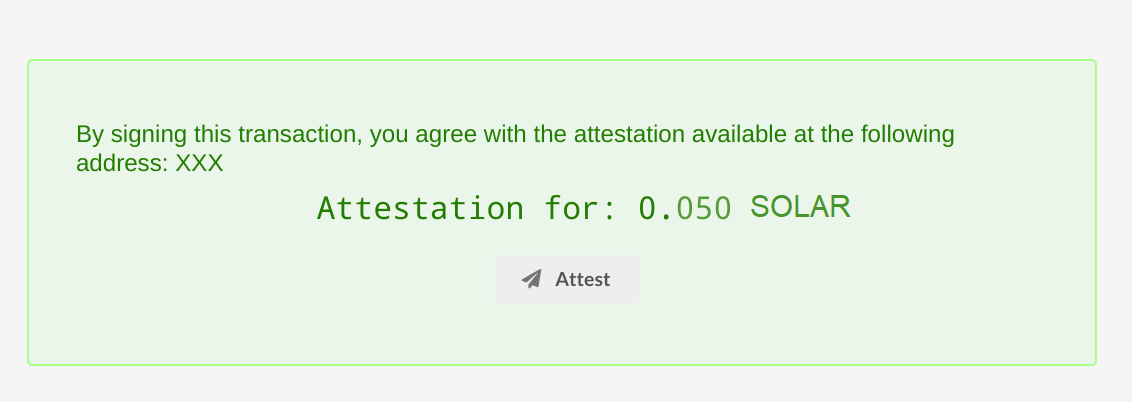 By signing this transaction, you agree with the attestation available at the following
address: XXX
Attestation for: 0.050 SOLAR
Attest